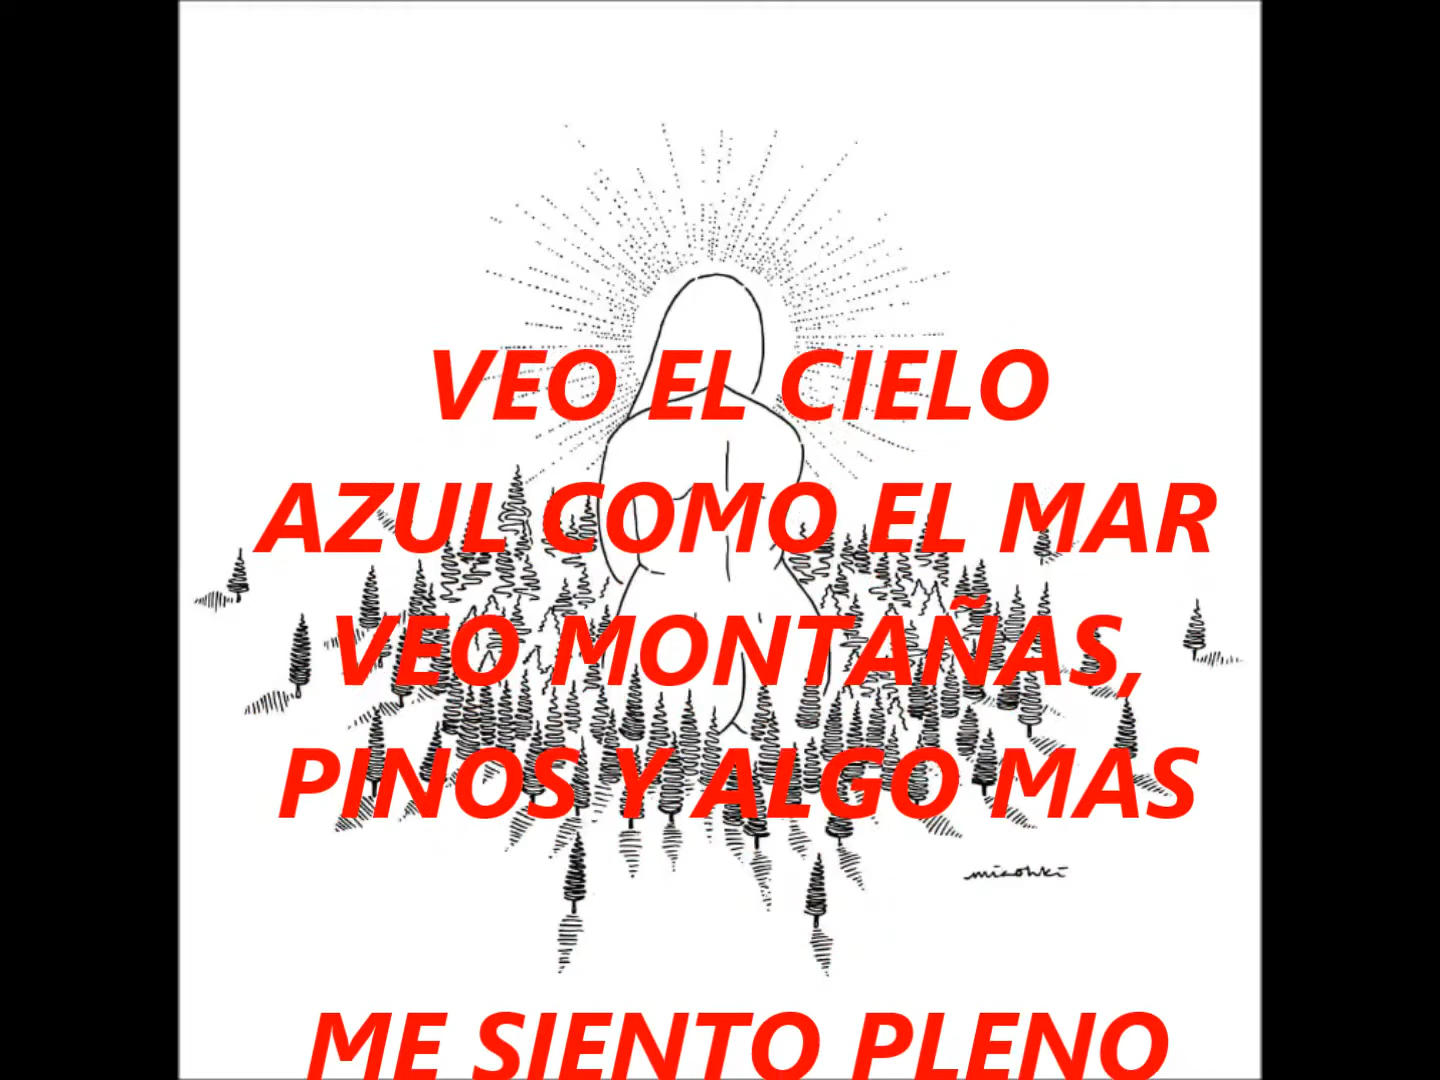 VEO EL CIELO
AZUL COMO EL MAR
VEO MONTAÑAS,
PINOS Y ALGO MAS
ME SIENTO PLENO